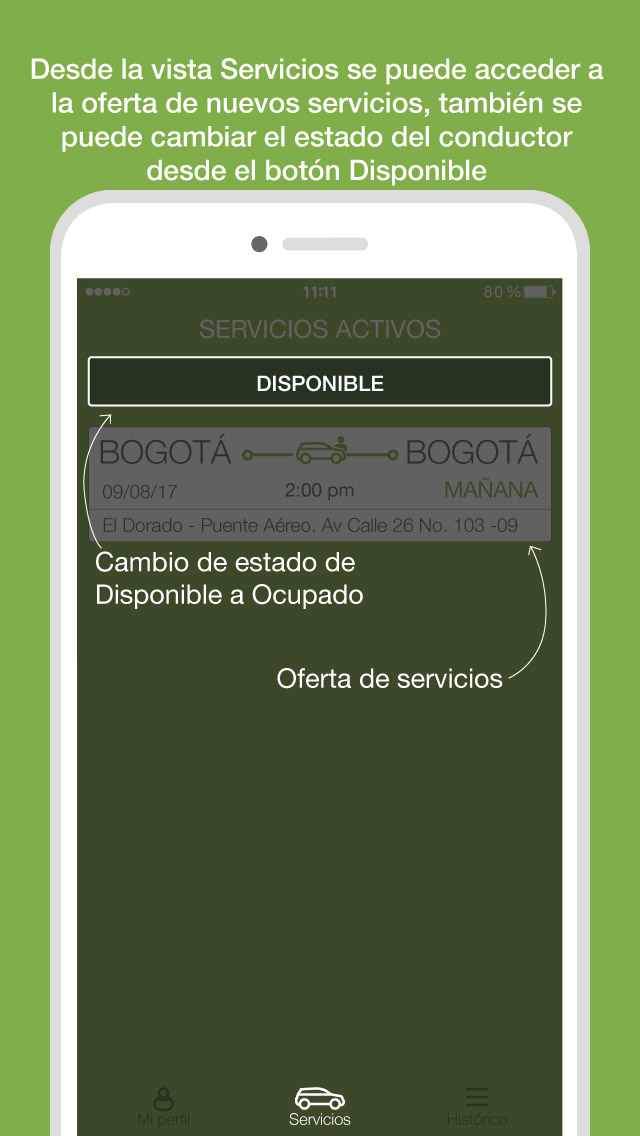 Desde la vista Servicios se puede acceder a
la oferta de nuevos servicios, también se
puede cambiar el estado del conductor
desde el botón Disponible
11:11
80 %
SERVICIOS ACTIVOS
DISPONIBLE
BOGOTÁ BOGOTÁ
09/08/17 2:00 pm MAÑANA
El Dorado - Puente Aéreo. Av Calle 26 No. 103 -09
Cambio de estado de
Disponible a Ocupado
Oferta de servicios
Mi perfil Servicios Histórico